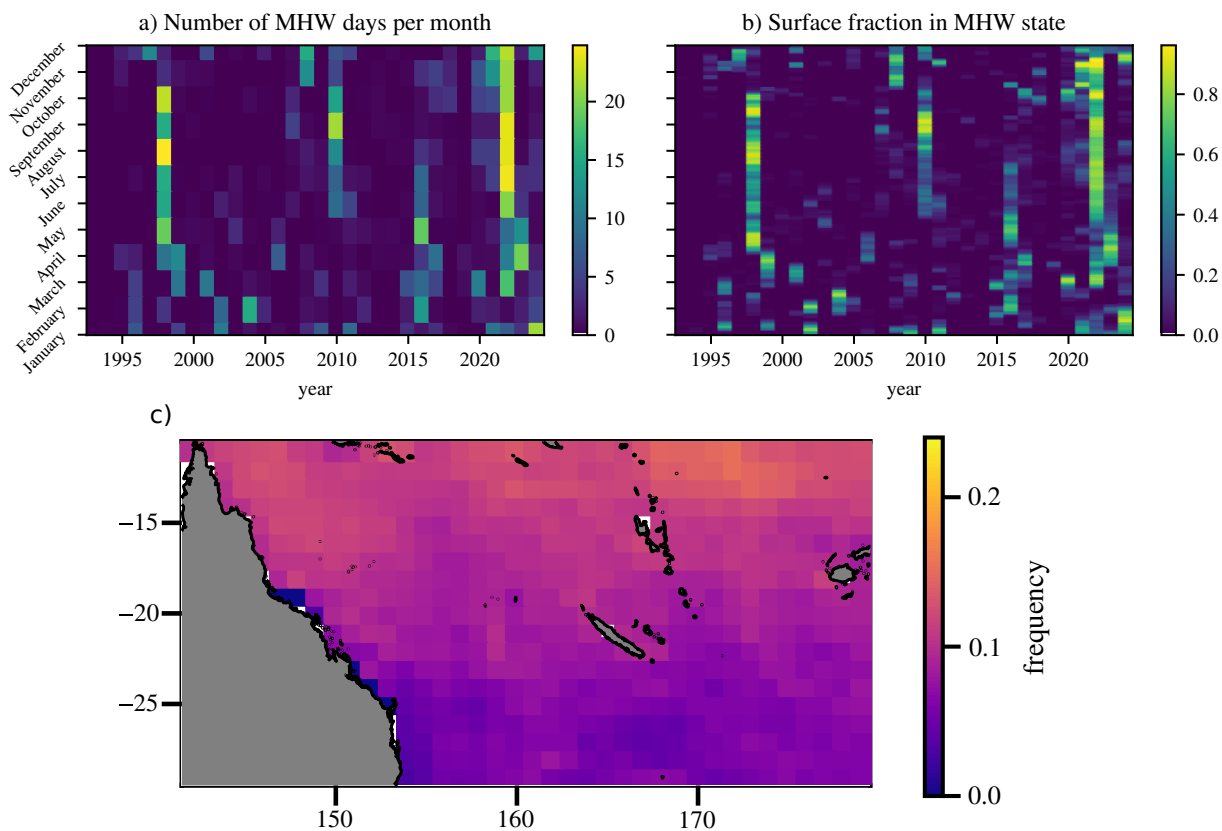 a) Number of MHW days per month
b) Surface fraction in MHW state
December
November
October
September
August
July
June
May
April
March
February
January
1995 2000 2005 2010 2015 2020
year
20
15
10
5
0
1995 2000 2005 2010 2015 2020
year
0.8
0.6
0.4
0.2
0.0
c)
−15
−20
−25
150 160 170
0.2
0.1
0.0
frequency